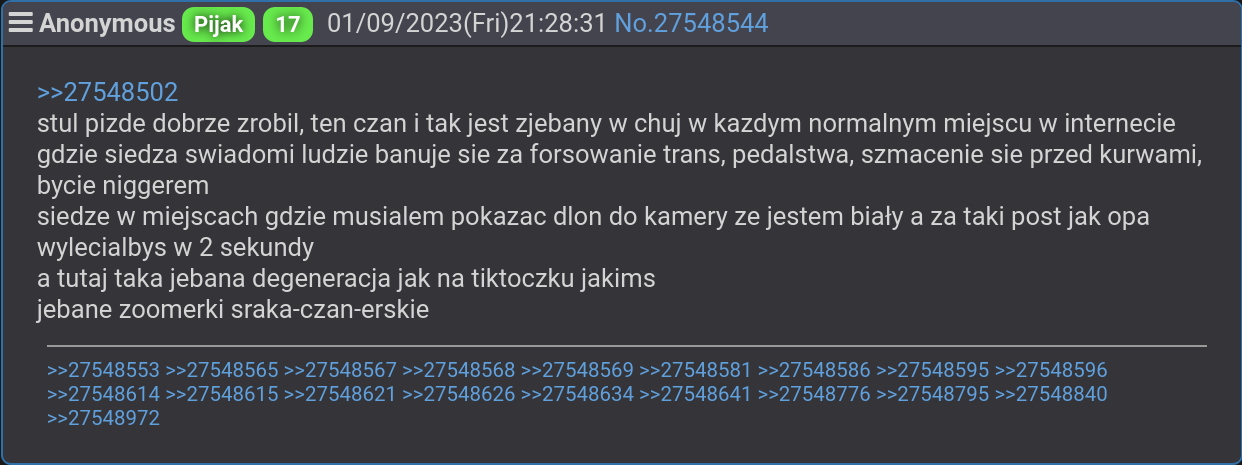 Anonymous Pijak 17 01/09/2023(Fri)21:28:31 No.27548544
>>27548502
stul pizde dobrze zrobil, ten czan i tak jest zjebany w chuj w kazdym normalnym miejscu w internecie
gdzie siedza swiadomi ludzie banuje sie za forsowanie trans, pedalstwa, szmacenie sie przed kurwami,
bycie niggerem
siedze w miejscach gdzie musialem pokazac dlon do kamery ze jestem biały a za taki post jak opa
wylecialbys w 2 sekundy
a tutaj taka jebana degeneracja jak na tiktoczku jakims
jebane zoomerki sraka-czan-erskie
>>27548553 >>27548565 >>27548567 >>27548568 >>27548569 >>27548581 >>27548586 >>27548595 >>27548596
>>27548614 >>27548615 >>27548621 >>27548626 >>27548634 >>27548641 >>27548776 >>27548795 >>27548840
>>27548972